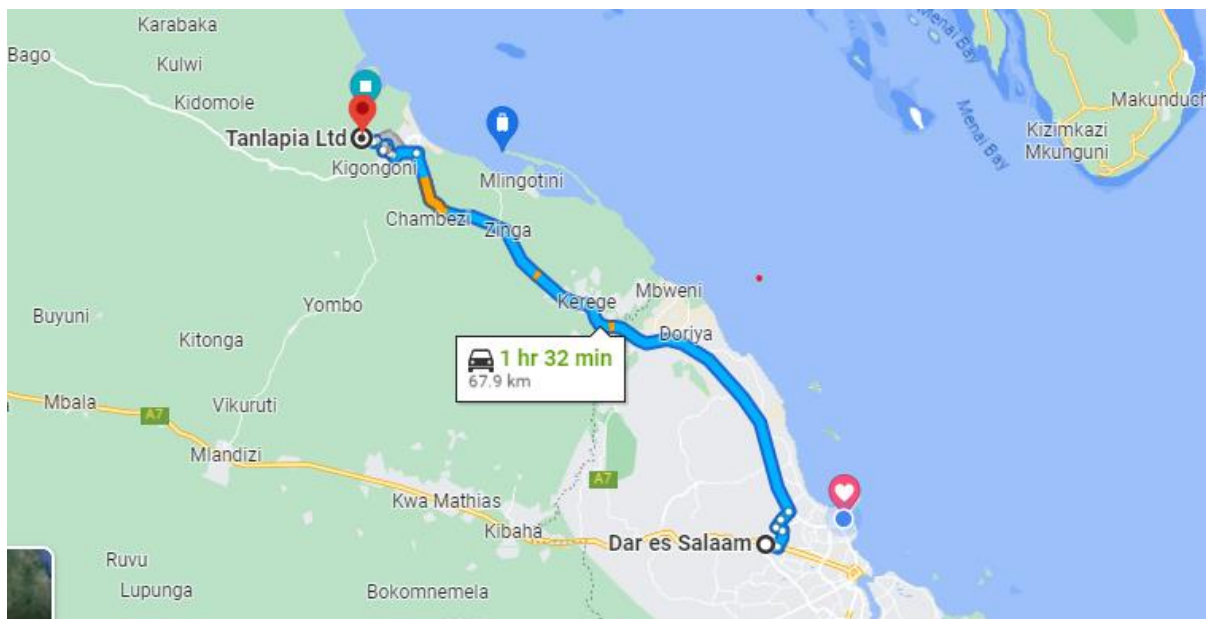 Karabaka
Menai Bay
Bago
Kulwi
Kidomole
Makunduch
Menai Bay
Kizimkazi
Mkunguni
Tanlapia Ltd
Kigongoni
Mlingotini
Chambezi
Zinga
Kerege
Mbweni
Yombo
Buyuni
Kitonga
Doriya
1 hr 32 min
67.9 km
Mbala
A7
Vikuruti
Mlandizi
A7
Kwa Mathias
Kibaha
Dar es Salaam
Ruvu
Lupunga
Bokomnemela